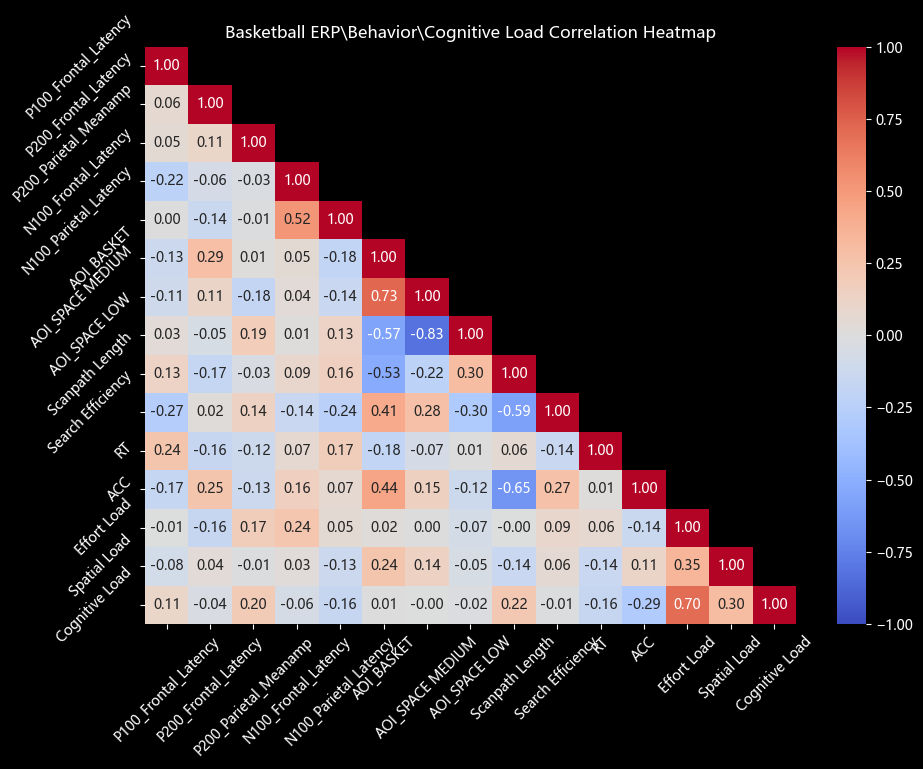 Basketball ERP\Behavior\Cognitive Load Correlation Heatmap
P100_Frontal_Latency 1.00
P200_Frontal_Latency 0.06 1.00
P200_Parietal_Meanamp 0.05 0.11 1.00
N100_Frontal_Latency -0.22 -0.06 -0.03 1.00
N100_Parietal_Latency 0.00 -0.14 -0.01 0.52 1.00
AOI_BASKET -0.13 0.29 0.01 0.05 -0.18 1.00
AOI_SPACE MEDIUM -0.11 0.11 -0.18 0.04 -0.14 0.73 1.00
AOI_SPACE LOW 0.03 -0.05 0.19 0.01 0.13 -0.57 -0.83 1.00
Scanpath Length 0.13 -0.17 -0.03 0.09 0.16 -0.53 -0.22 0.30 1.00
Search Efficiency -0.27 0.02 0.14 -0.14 -0.24 0.41 0.28 -0.30 -0.59 1.00
RT 0.24 -0.16 -0.12 0.07 0.17 -0.18 -0.07 0.01 0.06 -0.14 1.00
ACC -0.17 0.25 -0.13 0.16 0.07 0.44 0.15 -0.12 -0.65 0.27 0.01 1.00
Effort Load -0.01 -0.16 0.17 0.24 0.05 0.02 0.00 -0.07 -0.00 0.09 0.06 -0.14 1.00
Spatial Load -0.08 0.04 -0.01 0.03 -0.13 0.24 0.14 -0.05 -0.14 0.06 -0.14 0.11 0.35 1.00
Cognitive Load 0.11 -0.04 0.20 -0.06 -0.16 0.01 -0.00 -0.02 0.22 -0.01 -0.16 -0.29 0.70 0.30 1.00
P100_Frontal_Latency
P200_Frontal_Latency
P200_Parietal_Meanamp
N100_Frontal_Latency
N100_Parietal_Latency
AOI_BASKET
AOI_SPACE MEDIUM
AOI_SPACE LOW
Scanpath Length
Search Efficiency
RT
ACC
Effort Load
Spatial Load
Cognitive Load
1.00
0.75
0.50
0.25
0.00
−0.25
−0.50
−0.75
−1.00